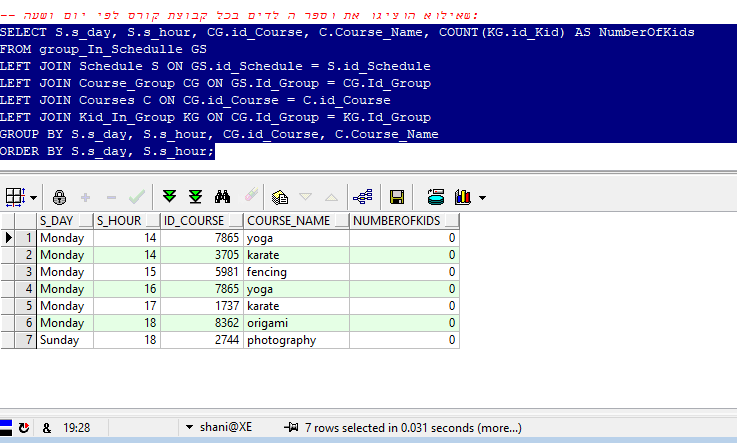 -- שאילוא הציגו את וספר ה לדים בכל קבוצת קורס לפי יום ושעה:
SELECT S.s_day, S.s_hour, CG.id_Course, C.Course_Name, COUNT(KG.id_Kid) AS NumberOfKids
FROM group_In_Schedulle GS
LEFT JOIN Schedule S ON GS.id_Schedule = S.id_Schedule
LEFT JOIN Course_Group CG ON GS.Id_Group = CG.Id_Group
LEFT JOIN Courses C ON CG.id_Course = C.id_Course
LEFT JOIN Kid_In_Group KG ON CG.Id_Group = KG.Id_Group
GROUP BY S.s_day, S.s_hour, CG.id_Course, C.Course_Name
ORDER BY S.s_day, S.s_hour;
S_DAY S_HOUR ID_COURSE COURSE_NAME NUMBEROFKIDS
1 Monday 14 7865 yoga 0
2 Monday 14 3705 karate 0
3 Monday 15 5981 fencing 0
4 Monday 16 7865 yoga 0
5 Monday 17 1737 karate 0
6 Monday 18 8362 origami 0
7 Sunday 18 2744 photography 0
& 19:28 shani@XE 7 rows selected in 0.031 seconds (more...)